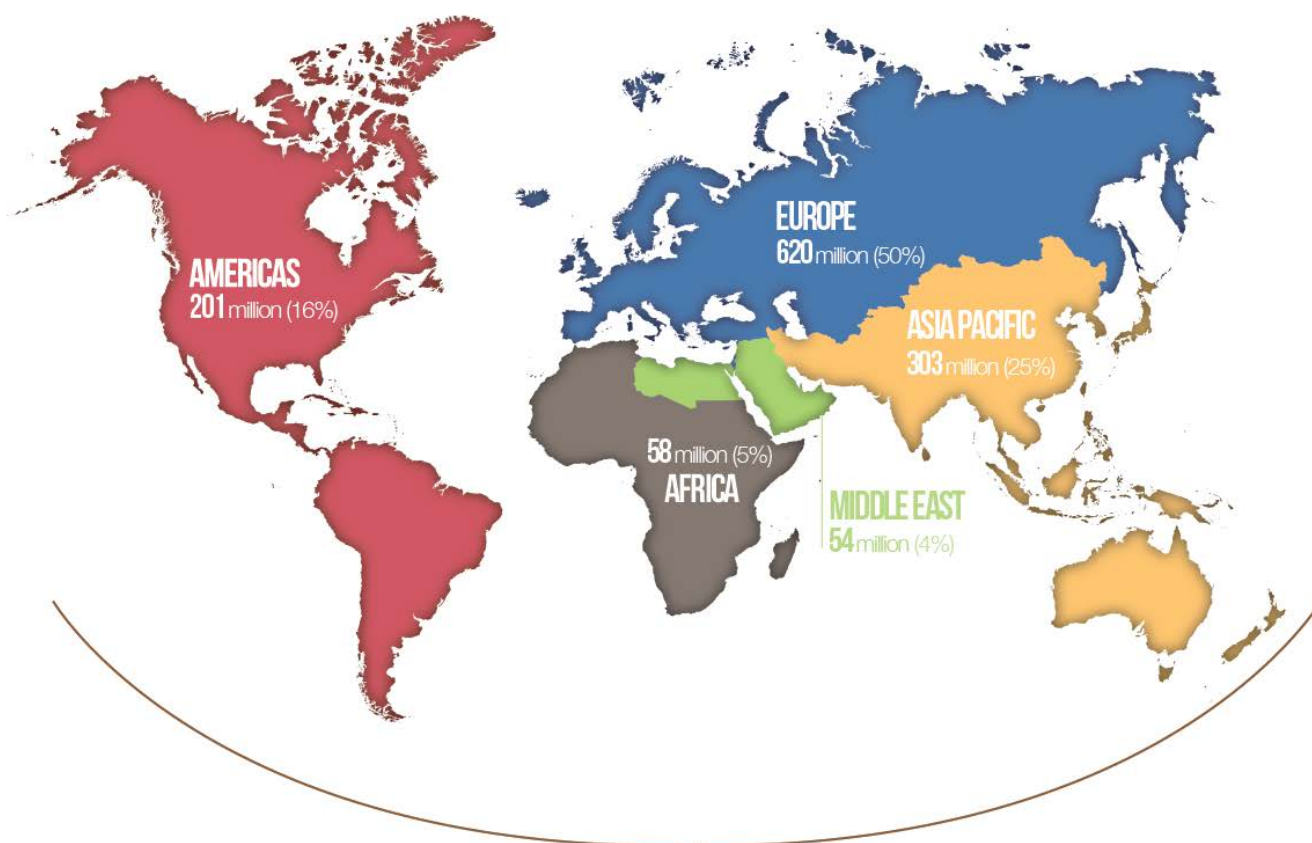 AMERICAS
201 million (16%)
EUROPE
620 million (50%)
ASIA PACIFIC
303 million (25%)
58 million (5%)
AFRICA
MIDDLE EAST
54 million (4%)